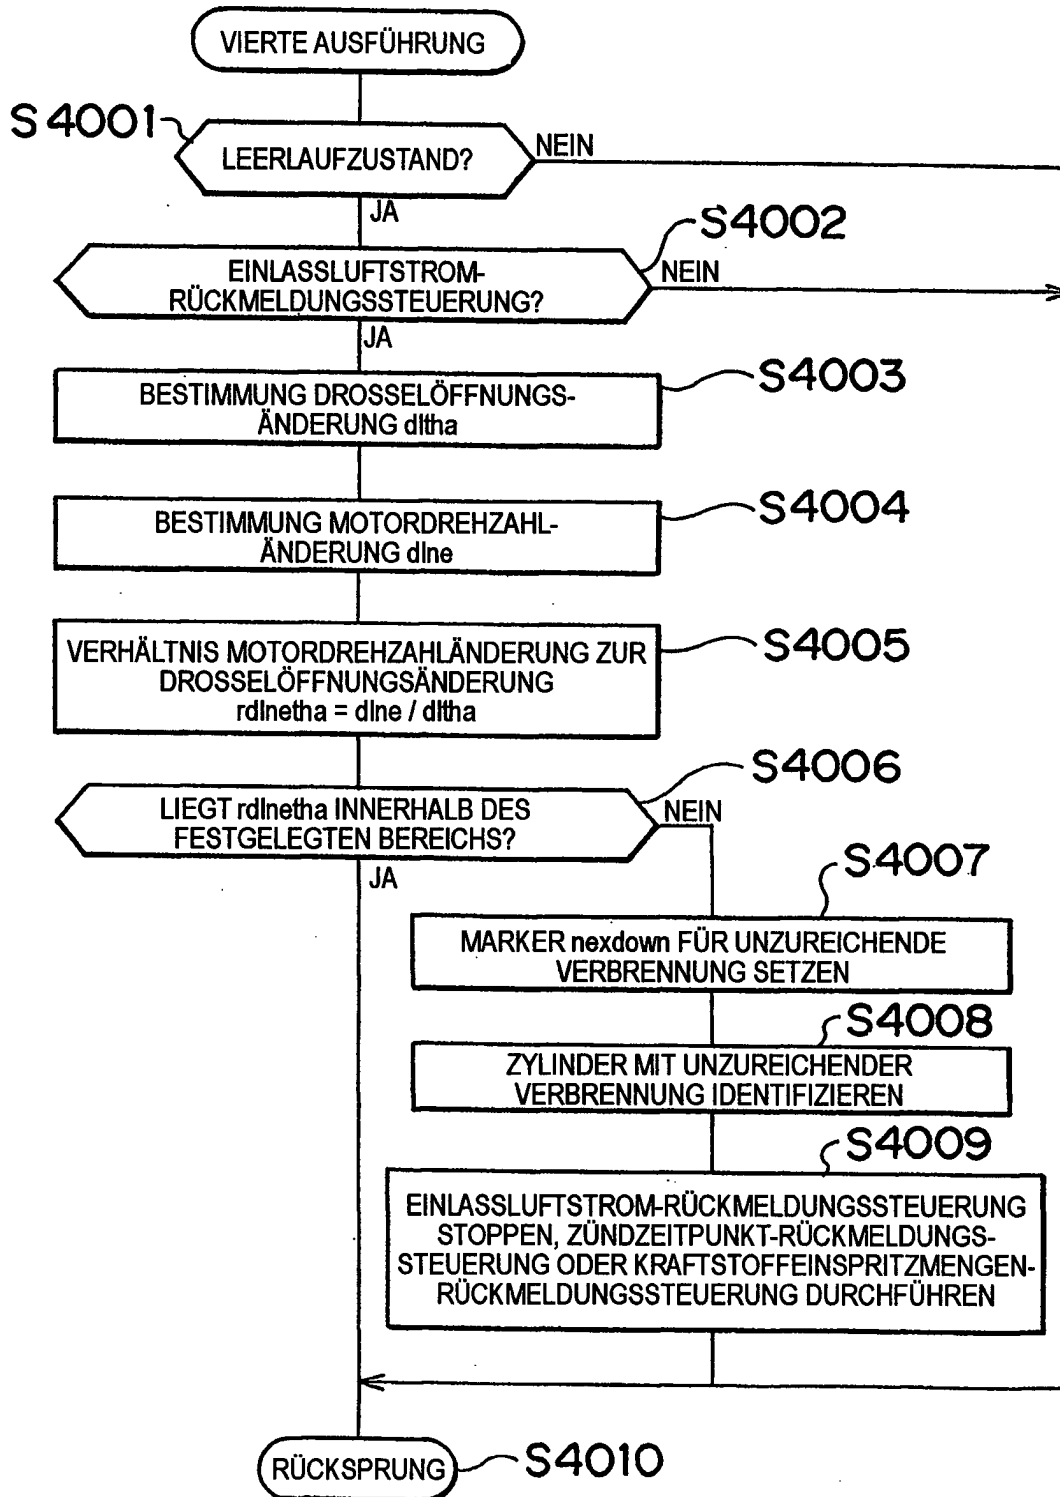 VIERTE AUSFÜHRUNG
S4001
LEERLAUFZUSTAND?
NEIN
JA
S4002
EINLASSLUFTSTROM-
RÜCKMELDUNGSSTEUERUNG?
NEIN
JA
S4003
BESTIMMUNG DROSSELÖFFNUNGS-
ÄNDERUNG dltha
S4004
BESTIMMUNG MOTORDREHZAHL-
ÄNDERUNG dlne
S4005
VERHÄLTNIS MOTORDREHZAHLÄNDERUNG ZUR
DROSSELÖFFNUNGSÄNDERUNG
rdlnetha = dlne / dltha
S4006
LIEGT rdlnetha INNERHALB DES
FESTGELEGTEN BEREICHS?
NEIN
JA
S4007
MARKER nexdown FÜR UNZUREICHENDE
VERBRENNUNG SETZEN
S4008
ZYLINDER MIT UNZUREICHENDER
VERBRENNUNG IDENTIFIZIEREN
S4009
EINLASSLUFTSTROM-RÜCKMELDUNGSSTEUERUNG
STOPPEN, ZÜNDZEITPUNKT-RÜCKMELDUNGS-
STEUERUNG ODER KRAFTSTOFFEINSPRITZMENGEN-
RÜCKMELDUNGSSTEUERUNG DURCHFÜHREN
RÜCKSPRUNG
S4010